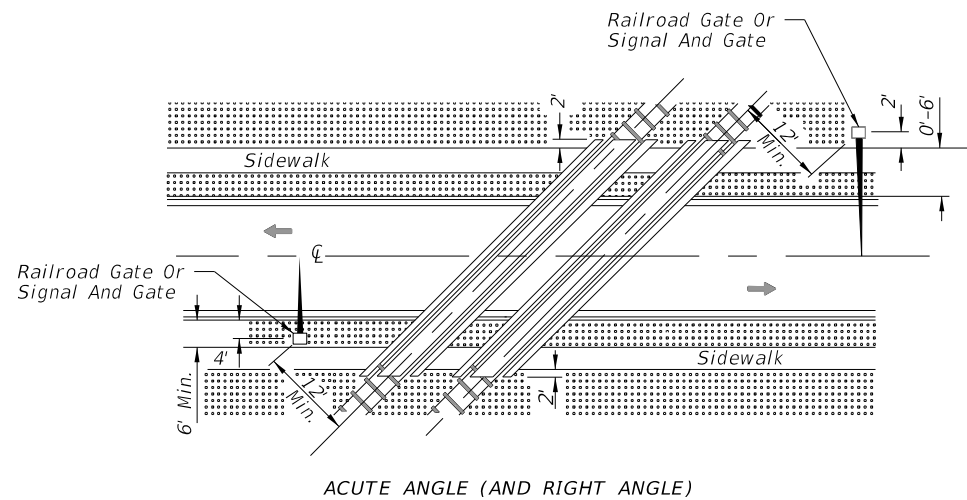 Railroad Gate Or
Signal And Gate
2'
2'
0'-6'
12'
Min.
Sidewalk
℄
Railroad Gate Or
Signal And Gate
4'
6' Min.
12'
Min.
2'
Sidewalk
ACUTE ANGLE (AND RIGHT ANGLE)